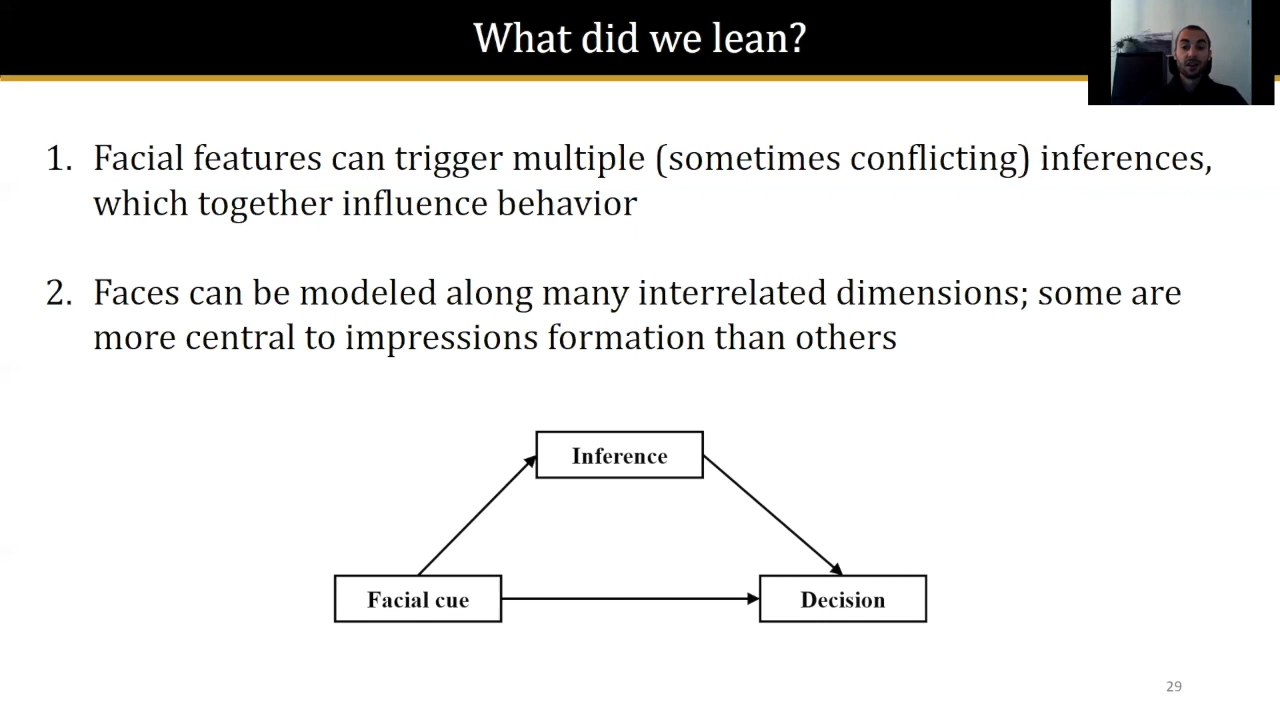 What did we lean?
1. Facial features can trigger multiple (sometimes conflicting) inferences,
which together influence behavior
2. Faces can be modeled along many interrelated dimensions; some are
more central to impressions formation than others
Inference
Facial cue
Decision
29